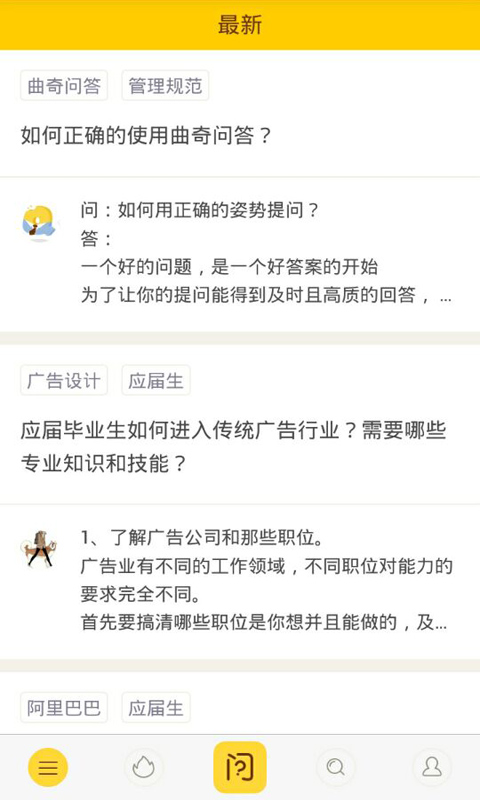 最新
曲奇问答 管理规范
如何正确的使用曲奇问答？
问：如何用正确的姿势提问？
答：
一个好的问题，是一个好答案的开始
为了让你的提问能得到及时且高质的回答，...
广告设计 应届生
应届毕业生如何进入传统广告行业？需要哪些
专业知识和技能？
1、了解广告公司和那些职位。
广告业有不同的工作领域，不同职位对能力的
要求完全不同。
首先要搞清哪些职位是你想并且能做的，及...
阿里巴巴 应届生
问